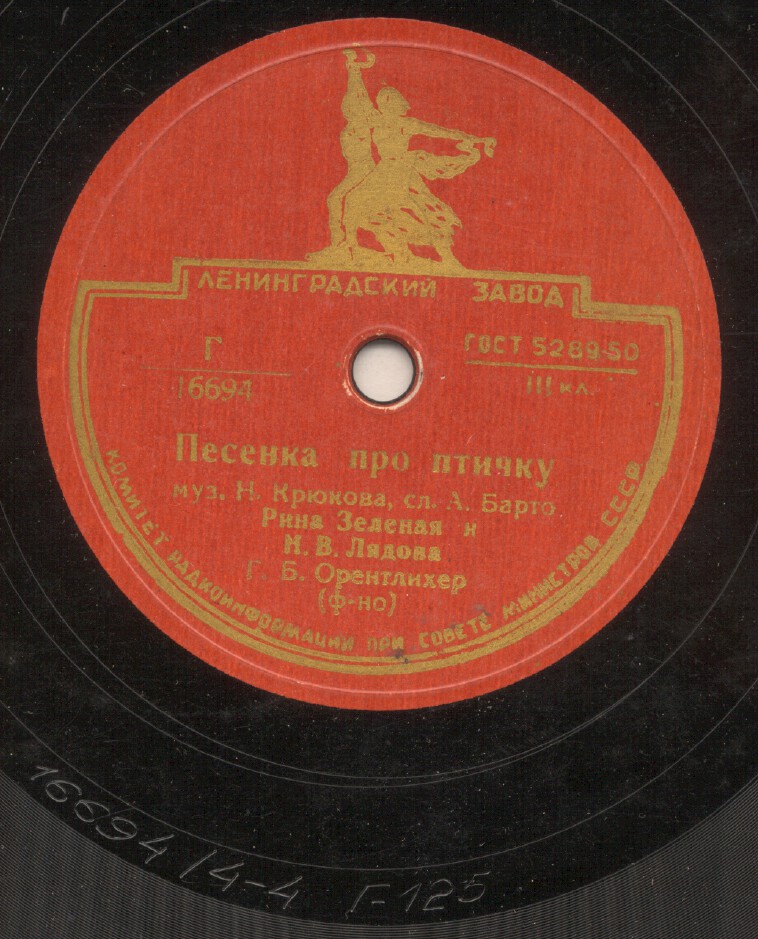 ЛЕНИНГРАДСКИЙ ЗАВОД
Г
16694
ГОСТ 5289-50
III кл.
Песенка про птичку
муз. Н. Крюкова, сл. А. Барто
Рина Зеленая и
Н. В. Лядова
Г. Б. Орентлихер
(ф-но)
КОМИТЕТ РАДИОИНФОРМАЦИИ ПРИ СОВЕТЕ МИНИСТРОВ СССР
16694/4-4 Г-125